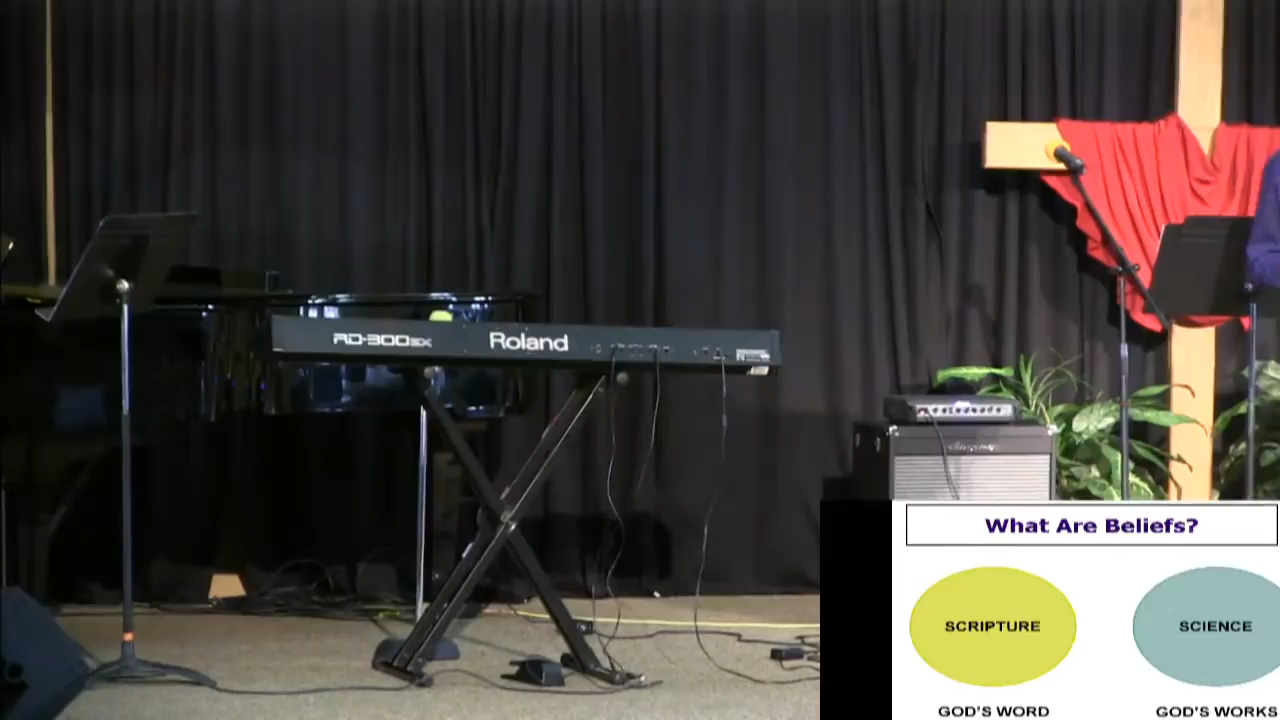 RD-300SX Roland
What Are Beliefs?
SCRIPTURE SCIENCE
GOD'S WORD GOD'S WORKS